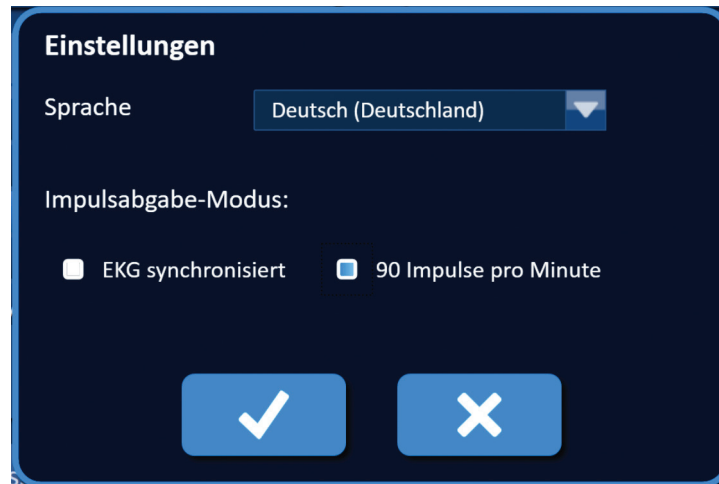 Einstellungen
Sprache Deutsch (Deutschland)
Impulsabgabe-Modus:
EKG synchronisiert 90 Impulse pro Minute